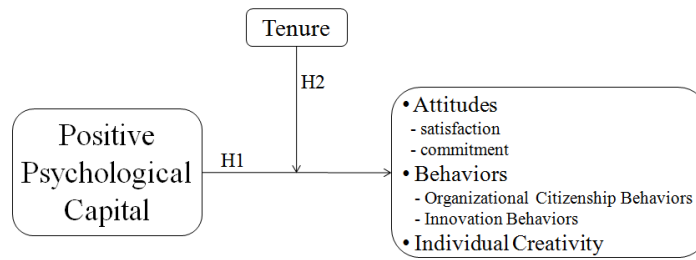 Tenure
H2
Positive
Psychological
Capital
H1
• Attitudes
- satisfaction
- commitment
• Behaviors
- Organizational Citizenship Behaviors
- Innovation Behaviors
• Individual Creativity